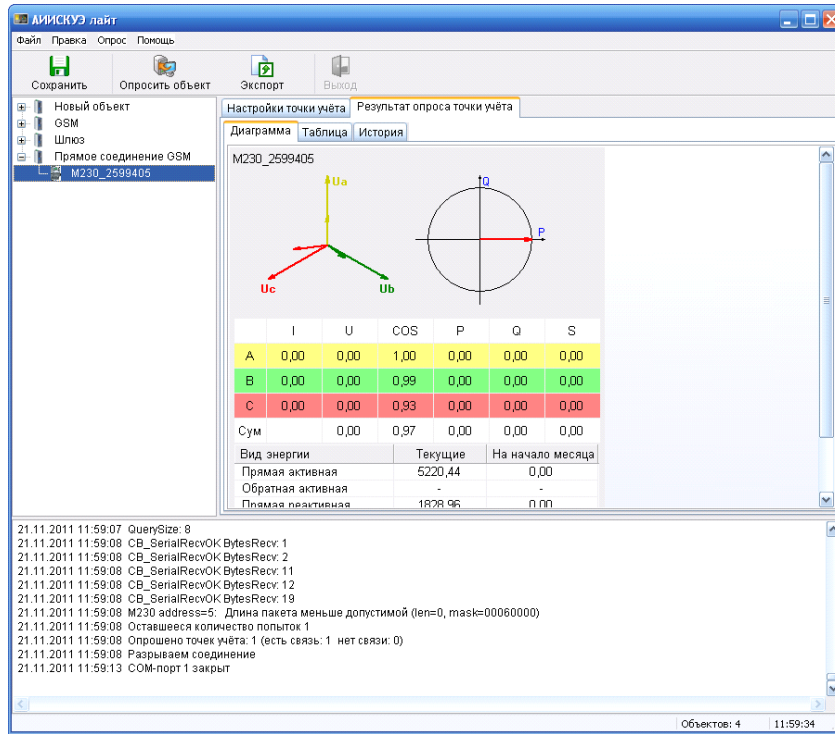 АИИСКУЭ лайт
Файл Правка Опрос Помощь
Сохранить Опросить объект Экспорт Выход
Новый объект
GSM
Шлюз
Прямое соединение GSM
M230_2599405
Настройки точки учёта Результат опроса точки учёта
Диаграмма Таблица История
M230_2599405
Ua
Uc
Ub
Q
P
I U COS P Q S
A 0,00 0,00 1,00 0,00 0,00 0,00
B 0,00 0,00 0,99 0,00 0,00 0,00
C 0,00 0,00 0,93 0,00 0,00 0,00
Сум 0,00 0,97 0,00 0,00 0,00
Вид энергии Текущие На начало месяца
Прямая активная 5220,44 0,00
Обратная активная - -
Прямая реактивная 1828,96 0,00
21.11.2011 11:59:07 QuerySize: 8
21.11.2011 11:59:08 CB_SerialRecvOK BytesRecv: 1
21.11.2011 11:59:08 CB_SerialRecvOK BytesRecv: 2
21.11.2011 11:59:08 CB_SerialRecvOK BytesRecv: 11
21.11.2011 11:59:08 CB_SerialRecvOK BytesRecv: 12
21.11.2011 11:59:08 CB_SerialRecvOK BytesRecv: 19
21.11.2011 11:59:08 M230 address=5: Длина пакета меньше допустимой (len=0, mask=00060000)
21.11.2011 11:59:08 Оставшееся количество попыток 1
21.11.2011 11:59:08 Опрошено точек учёта: 1 (есть связь: 1 нет связи: 0)
21.11.2011 11:59:08 Разрываем соединение
21.11.2011 11:59:13 COM-порт 1 закрыт
Объектов: 4 11:59:34